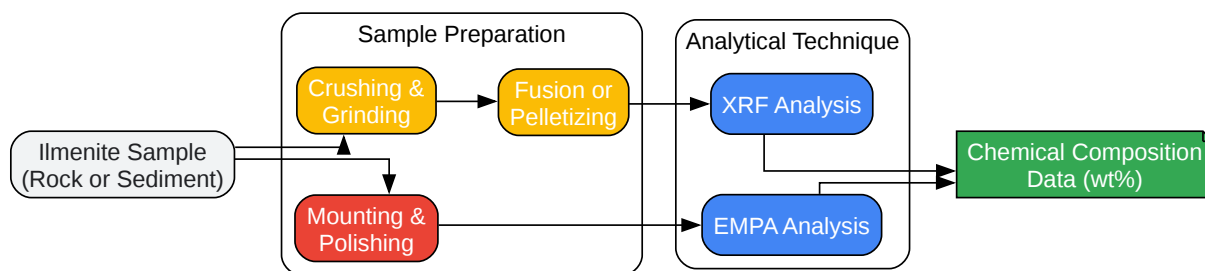 Sample Preparation
Analytical Technique
Crushing &
Grinding
Fusion or
Pelletizing
XRF Analysis
Ilmenite Sample
(Rock or Sediment)
Chemical Composition
Data (wt%)
Mounting &
Polishing
EMPA Analysis